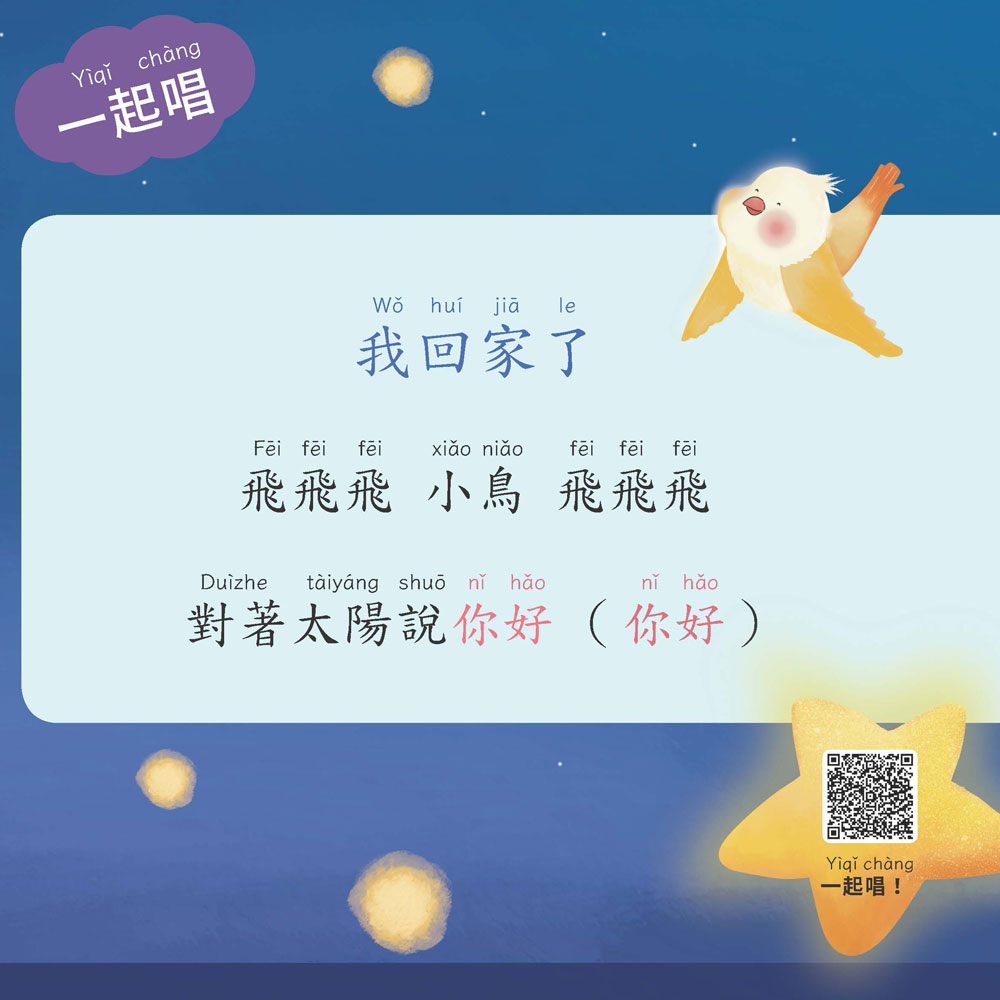 Yìqǐ chàng
一起唱
Wǒ huí jiā le
我回家了
Fēi fēi fēi xiǎo niǎo fēi fēi fēi
飛飛飛 小鳥 飛飛飛
Duìzhe tàiyáng shuō nǐ hǎo nǐ hǎo
對著太陽說你好（你好）
Yìqǐ chàng
一起唱！